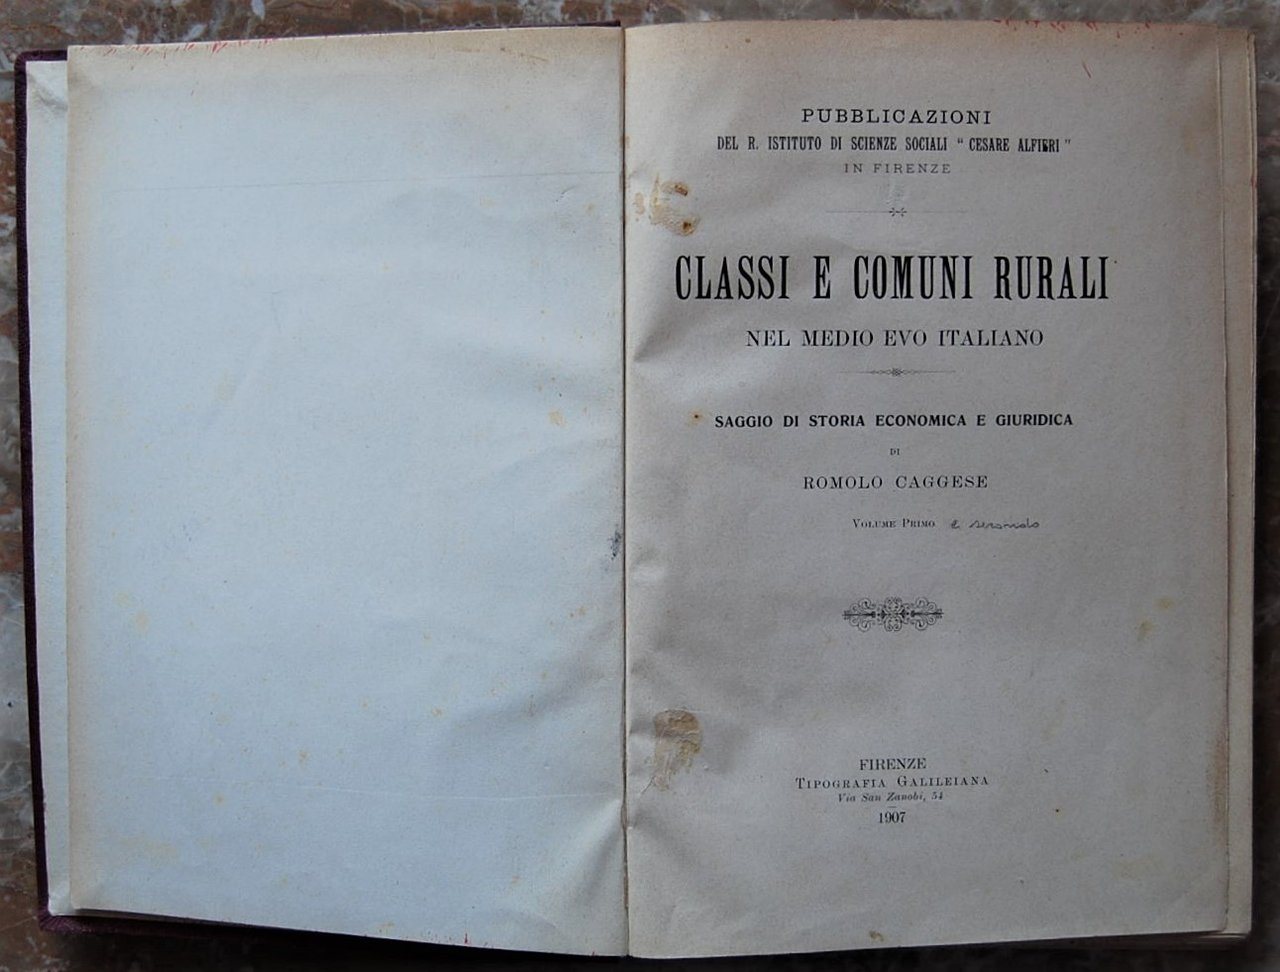 PUBBLICAZIONI
DEL R. ISTITUTO DI SCIENZE SOCIALI " CESARE ALFIERI "
IN FIRENZE
CLASSI E COMUNI RURALI
NEL MEDIO EVO ITALIANO
SAGGIO DI STORIA ECONOMICA E GIURIDICA
DI
ROMOLO CAGGESE
VOLUME PRIMO e secondo
FIRENZE
TIPOGRAFIA GALILEIANA
Via San Zanobi, 54
1907